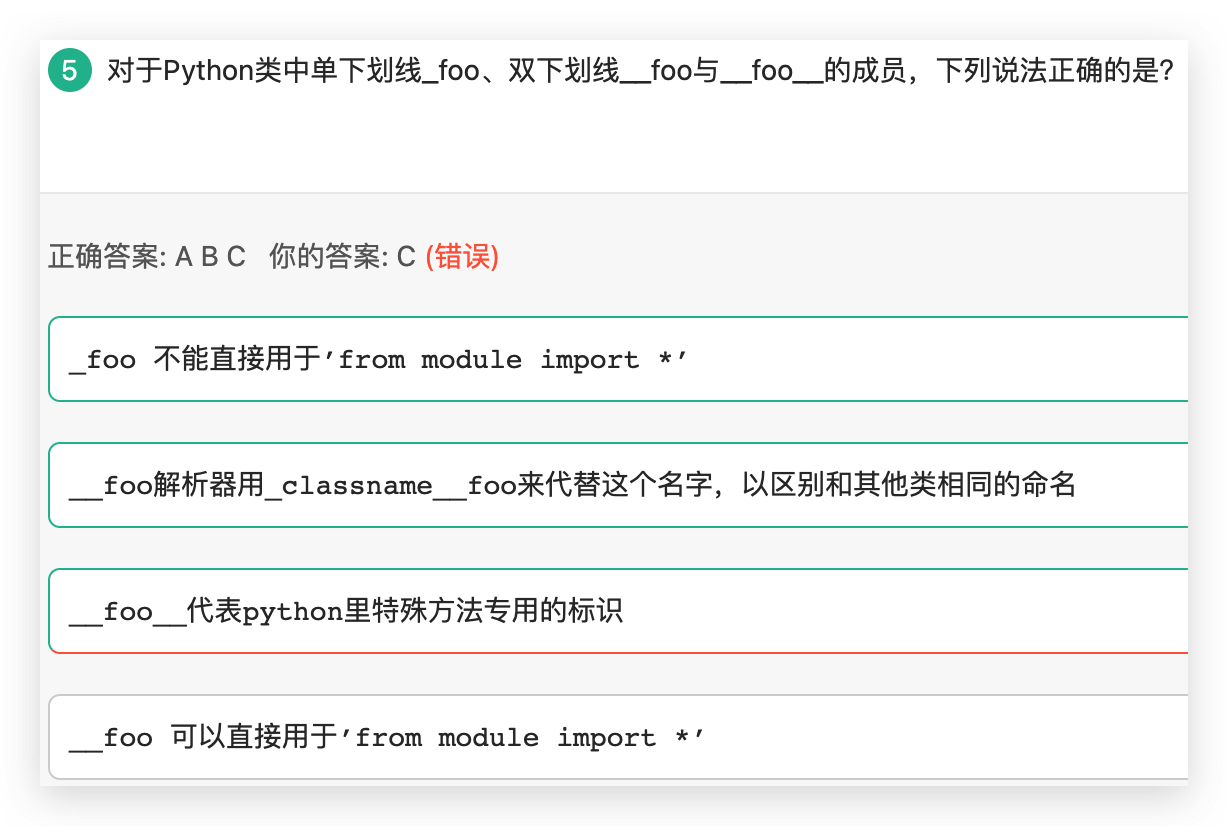 5 对于Python类中单下划线_foo、双下划线__foo与__foo__的成员，下列说法正确的是?
正确答案: A B C 你的答案: C (错误)
_foo 不能直接用于’from module import *’
__foo解析器用_classname__foo来代替这个名字，以区别和其他类相同的命名
__foo__代表python里特殊方法专用的标识
__foo 可以直接用于’from module import *’